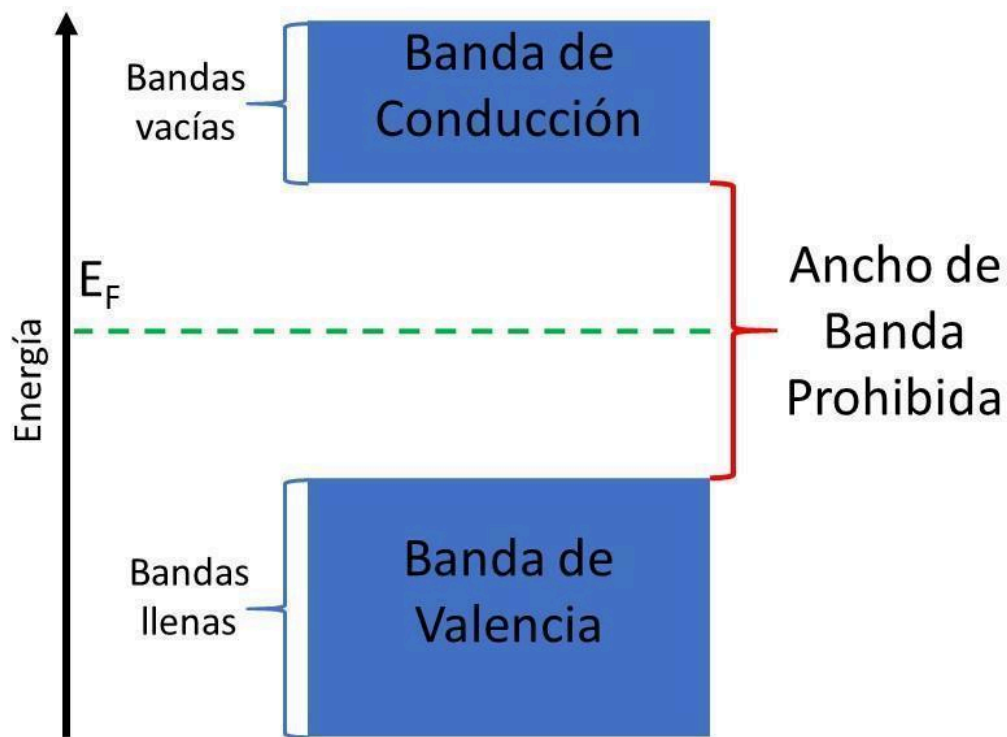 Banda de
Conducción
Bandas
vacías
E_F
Energía
Ancho de
Banda
Prohibida
Banda de
Valencia
Bandas
llenas